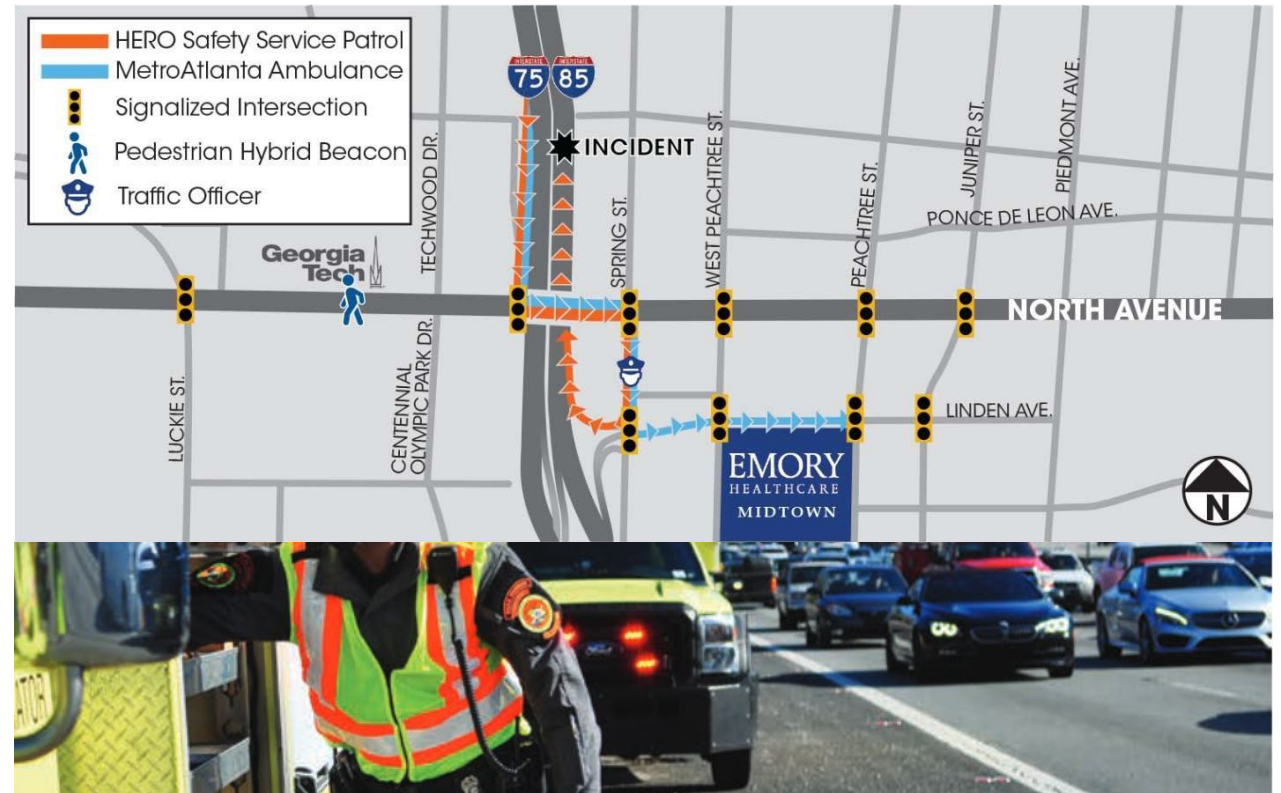 HERO Safety Service Patrol
MetroAtlanta Ambulance
Signalized Intersection
Pedestrian Hybrid Beacon
Traffic Officer
INTERSTATE
75
INTERSTATE
85
INCIDENT
TECHWOOD DR.
SPRING ST.
WEST PEACHTREE ST.
PEACHTREE ST.
JUNIPER ST.
PIEDMONT AVE.
PONCE DE LEON AVE.
Georgia
Tech
NORTH AVENUE
LUCKIE ST.
CENTENNIAL
OLYMPIC PARK DR.
LINDEN AVE.
EMORY
HEALTHCARE
MIDTOWN
N